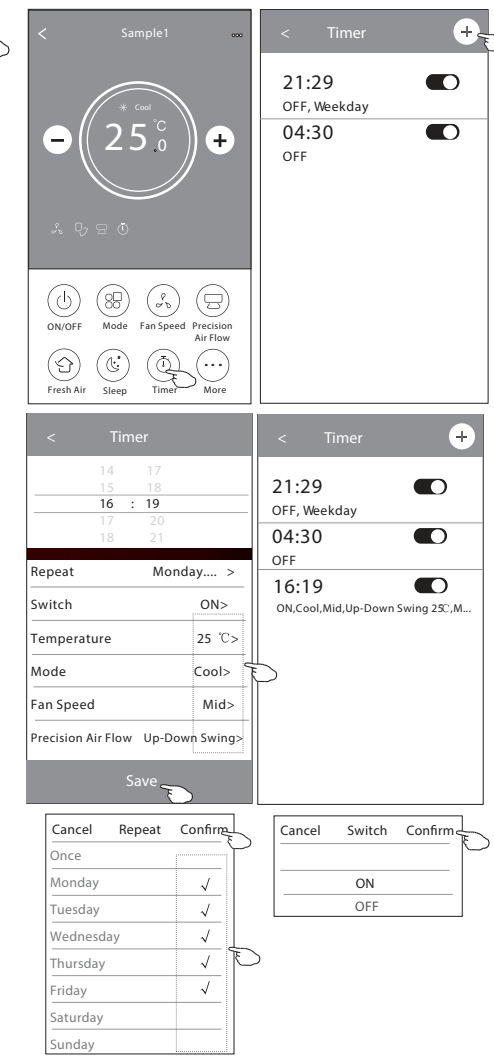 < Sample1 ...
Cool
25.0 °C
− +
ON/OFF Mode Fan Speed Precision
Air Flow
Fresh Air Sleep Timer More
< Timer +
21:29
OFF, Weekday
04:30
OFF
< Timer
14 17
15 18
16 : 19
17 20
18 21
Repeat Monday.... >
Switch ON>
Temperature 25 ℃>
Mode Cool>
Fan Speed Mid>
Precision Air Flow Up-Down Swing>
Save
< Timer +
21:29
OFF, Weekday
04:30
OFF
16:19
ON,Cool,Mid,Up-Down Swing 25℃,M...
Cancel Repeat Confirm
Once
Monday √
Tuesday √
Wednesday √
Thursday √
Friday √
Saturday
Sunday
Cancel Switch Confirm
ON
OFF